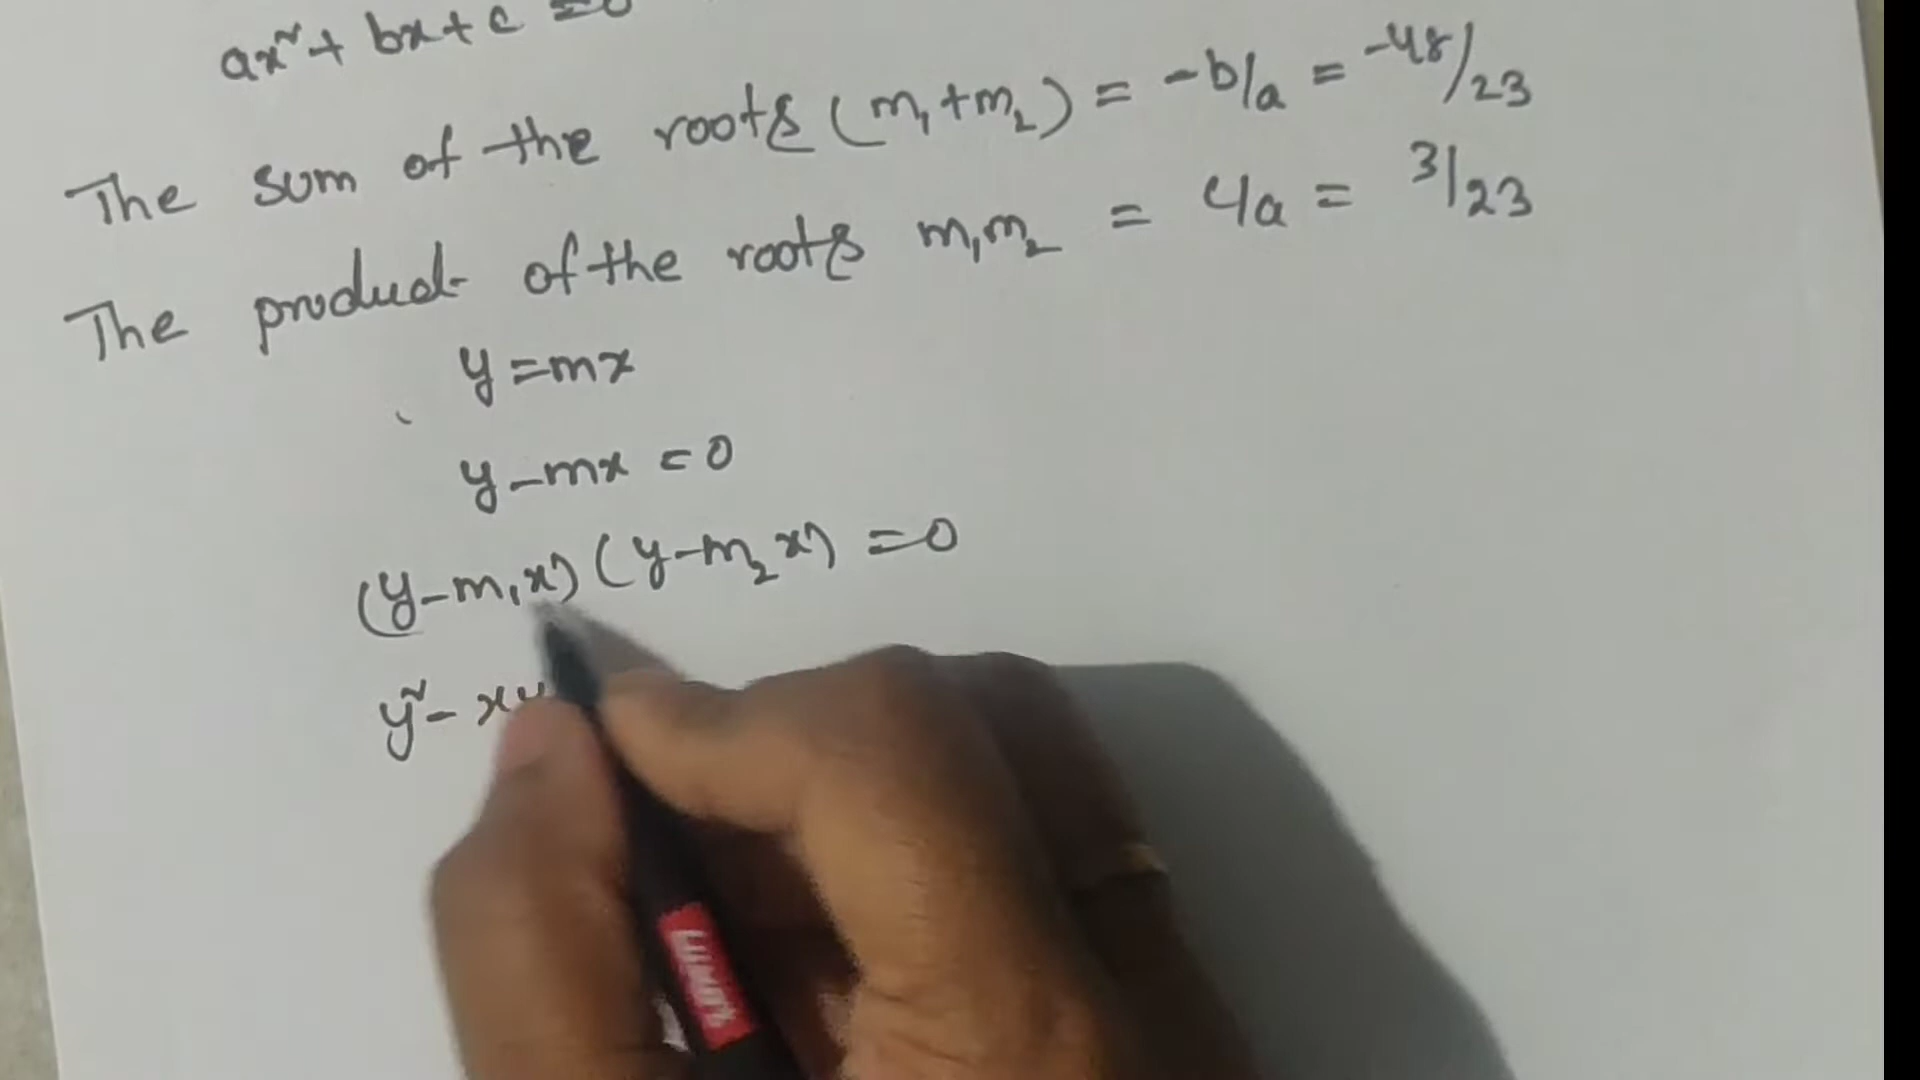 ax² + bx + c = 0
The sum of the roots (m₁+m₂) = -b/a = -48/23
The product of the roots m₁m₂ = c/a = 3/23
y = mx
y - mx = 0
(y - m₁x) (y - m₂x) = 0
y² - xy